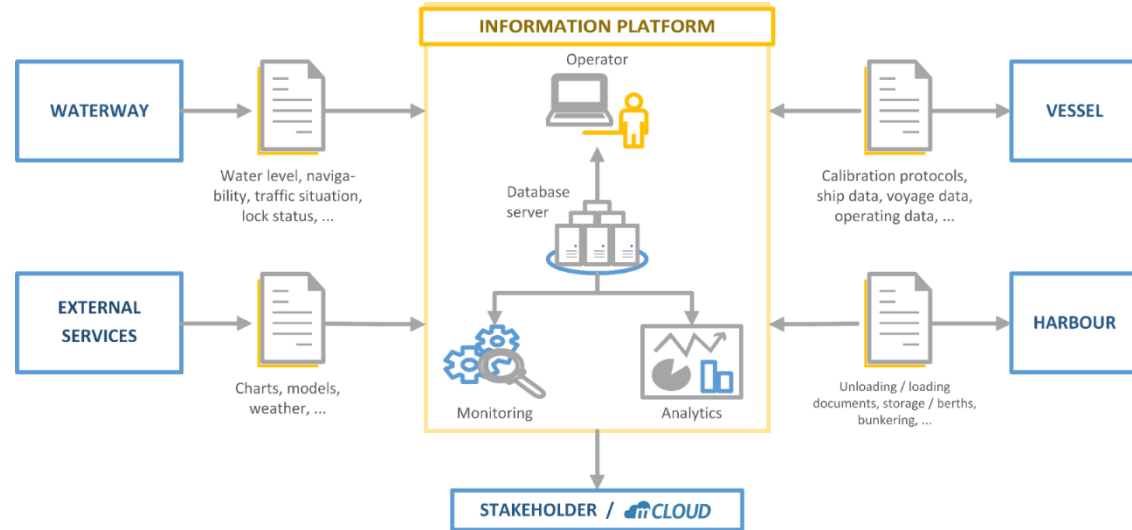 INFORMATION PLATFORM
Operator
WATERWAY
Water level, naviga-
bility, traffic situation,
lock status, ...
VESSEL
Calibration protocols,
ship data, voyage data,
operating data, ...
Database
server
EXTERNAL
SERVICES
Charts, models,
weather, ...
HARBOUR
Unloading / loading
documents, storage / berths,
bunkering, ...
Monitoring
Analytics
STAKEHOLDER / mCLOUD